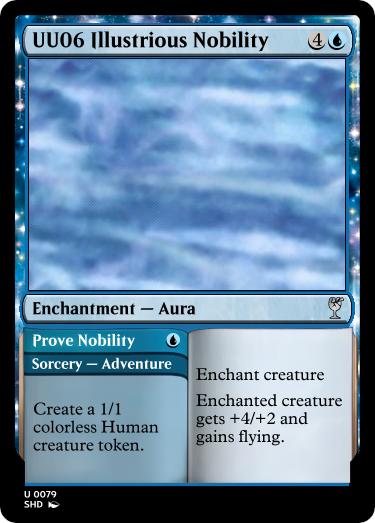 UU06 Illustrious Nobility 4
Enchantment — Aura
Prove Nobility
Sorcery — Adventure
Create a 1/1
colorless Human
creature token.
Enchant creature
Enchanted creature
gets +4/+2 and
gains flying.
U 0079
SHD